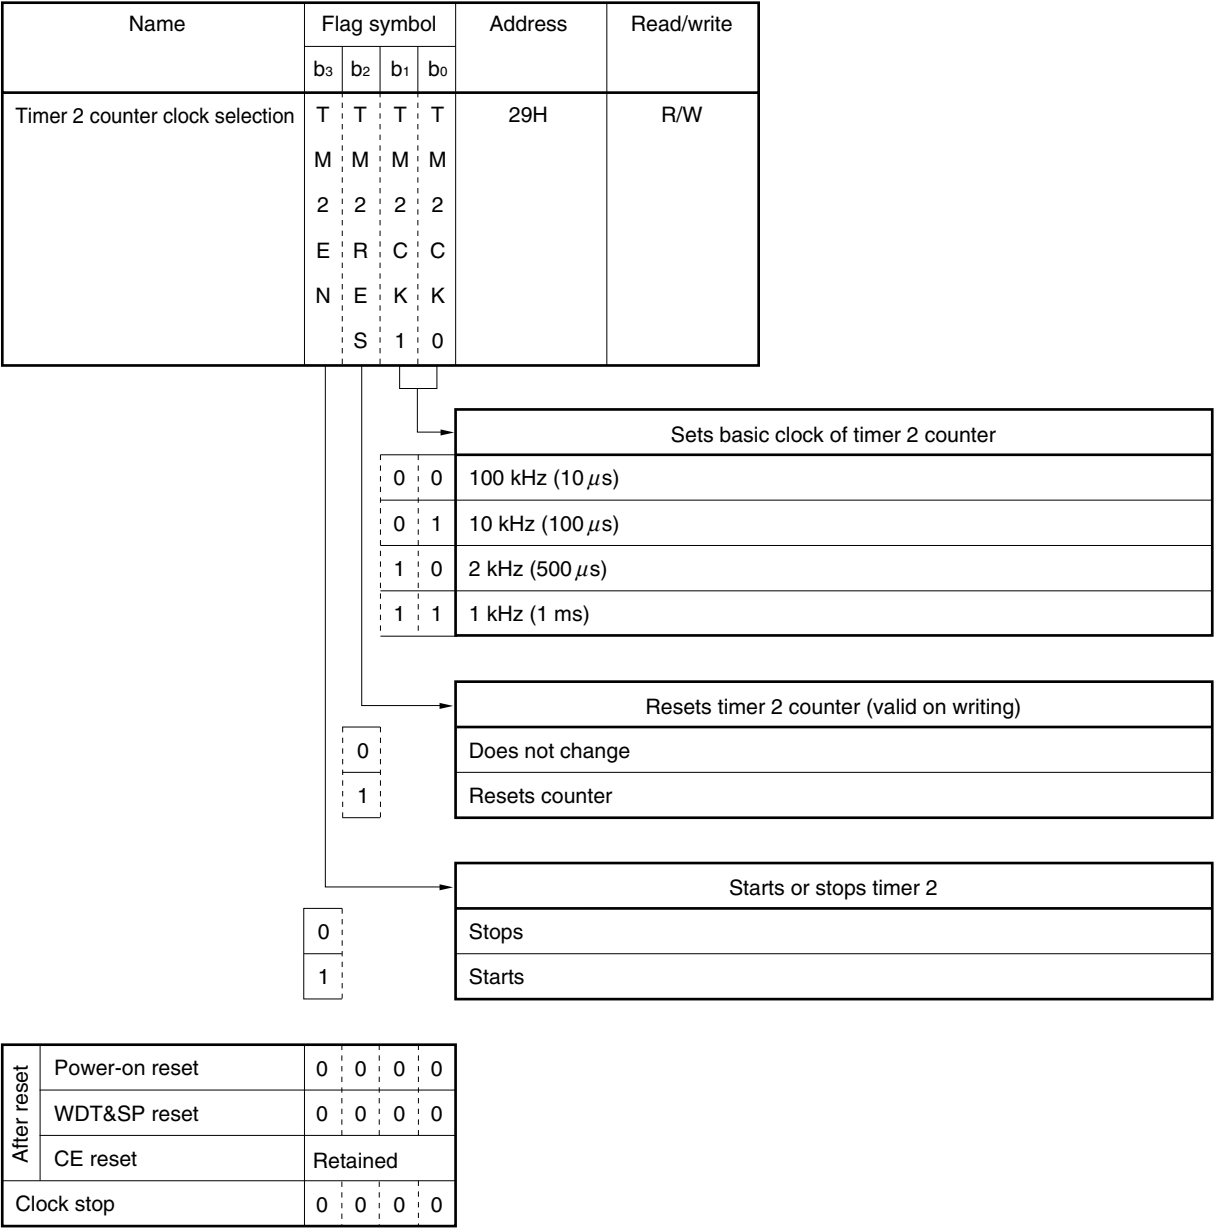 Name Flag symbol Address Read/write
b3 b2 b1 b0
Timer 2 counter clock selection T T T T 29H R/W
M M M M
2 2 2 2
E R C C
N E K K
S 1 0
Sets basic clock of timer 2 counter
0 0 100 kHz (10 μs)
0 1 10 kHz (100 μs)
1 0 2 kHz (500 μs)
1 1 1 kHz (1 ms)
Resets timer 2 counter (valid on writing)
0 Does not change
1 Resets counter
Starts or stops timer 2
0 Stops
1 Starts
After reset
Power-on reset 0 0 0 0
WDT&SP reset 0 0 0 0
CE reset Retained
Clock stop 0 0 0 0